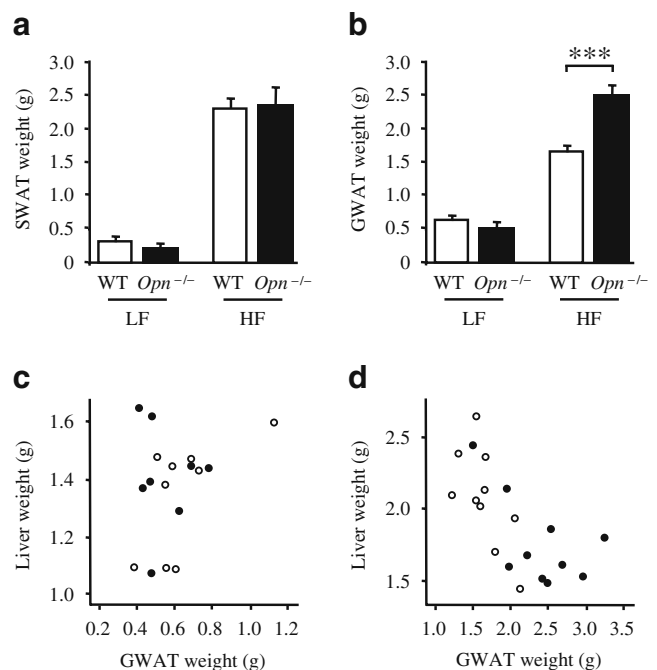 a
SWAT weight (g)
3.0
2.5
2.0
1.5
1.0
0.5
0
WT Opn –/– WT Opn –/–
LF HF
b
***
GWAT weight (g)
3.0
2.5
2.0
1.5
1.0
0.5
0
WT Opn –/– WT Opn –/–
LF HF
c
Liver weight (g)
1.6
1.4
1.2
1.0
0.2 0.4 0.6 0.8 1.0 1.2
GWAT weight (g)
d
Liver weight (g)
2.5
2.0
1.5
1.0 1.5 2.0 2.5 3.0 3.5
GWAT weight (g)